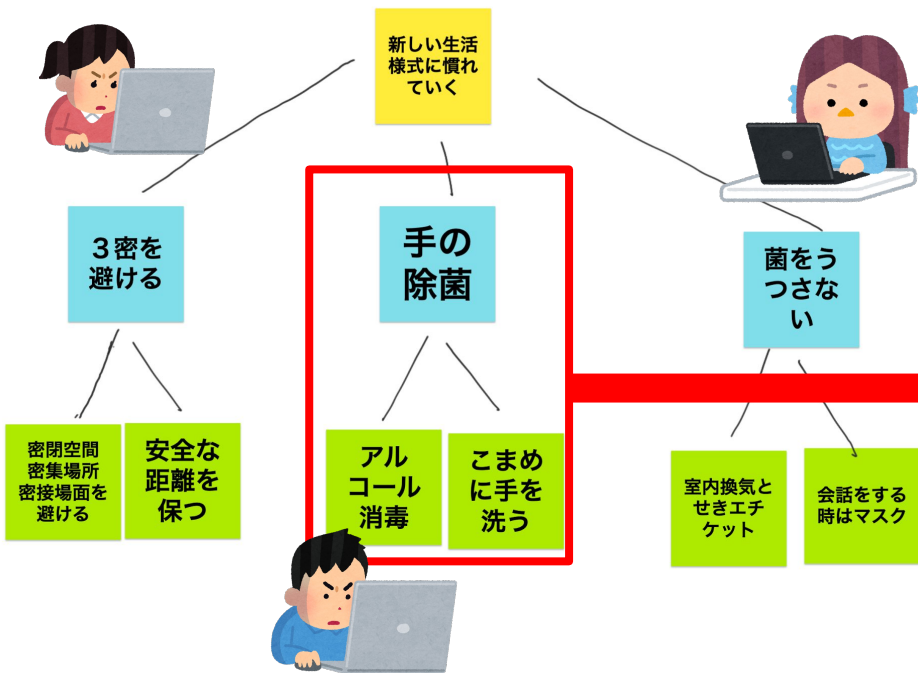 新しい生活
様式に慣れ
ていく
３密を
避ける
手の
除菌
菌をう
つさな
い
密閉空間
密集場所
密接場面を
避ける
安全な
距離を
保つ
アル
コール
消毒
こまめ
に手を
洗う
室内換気と
せきエチ
ケット
会話をする
時はマスク